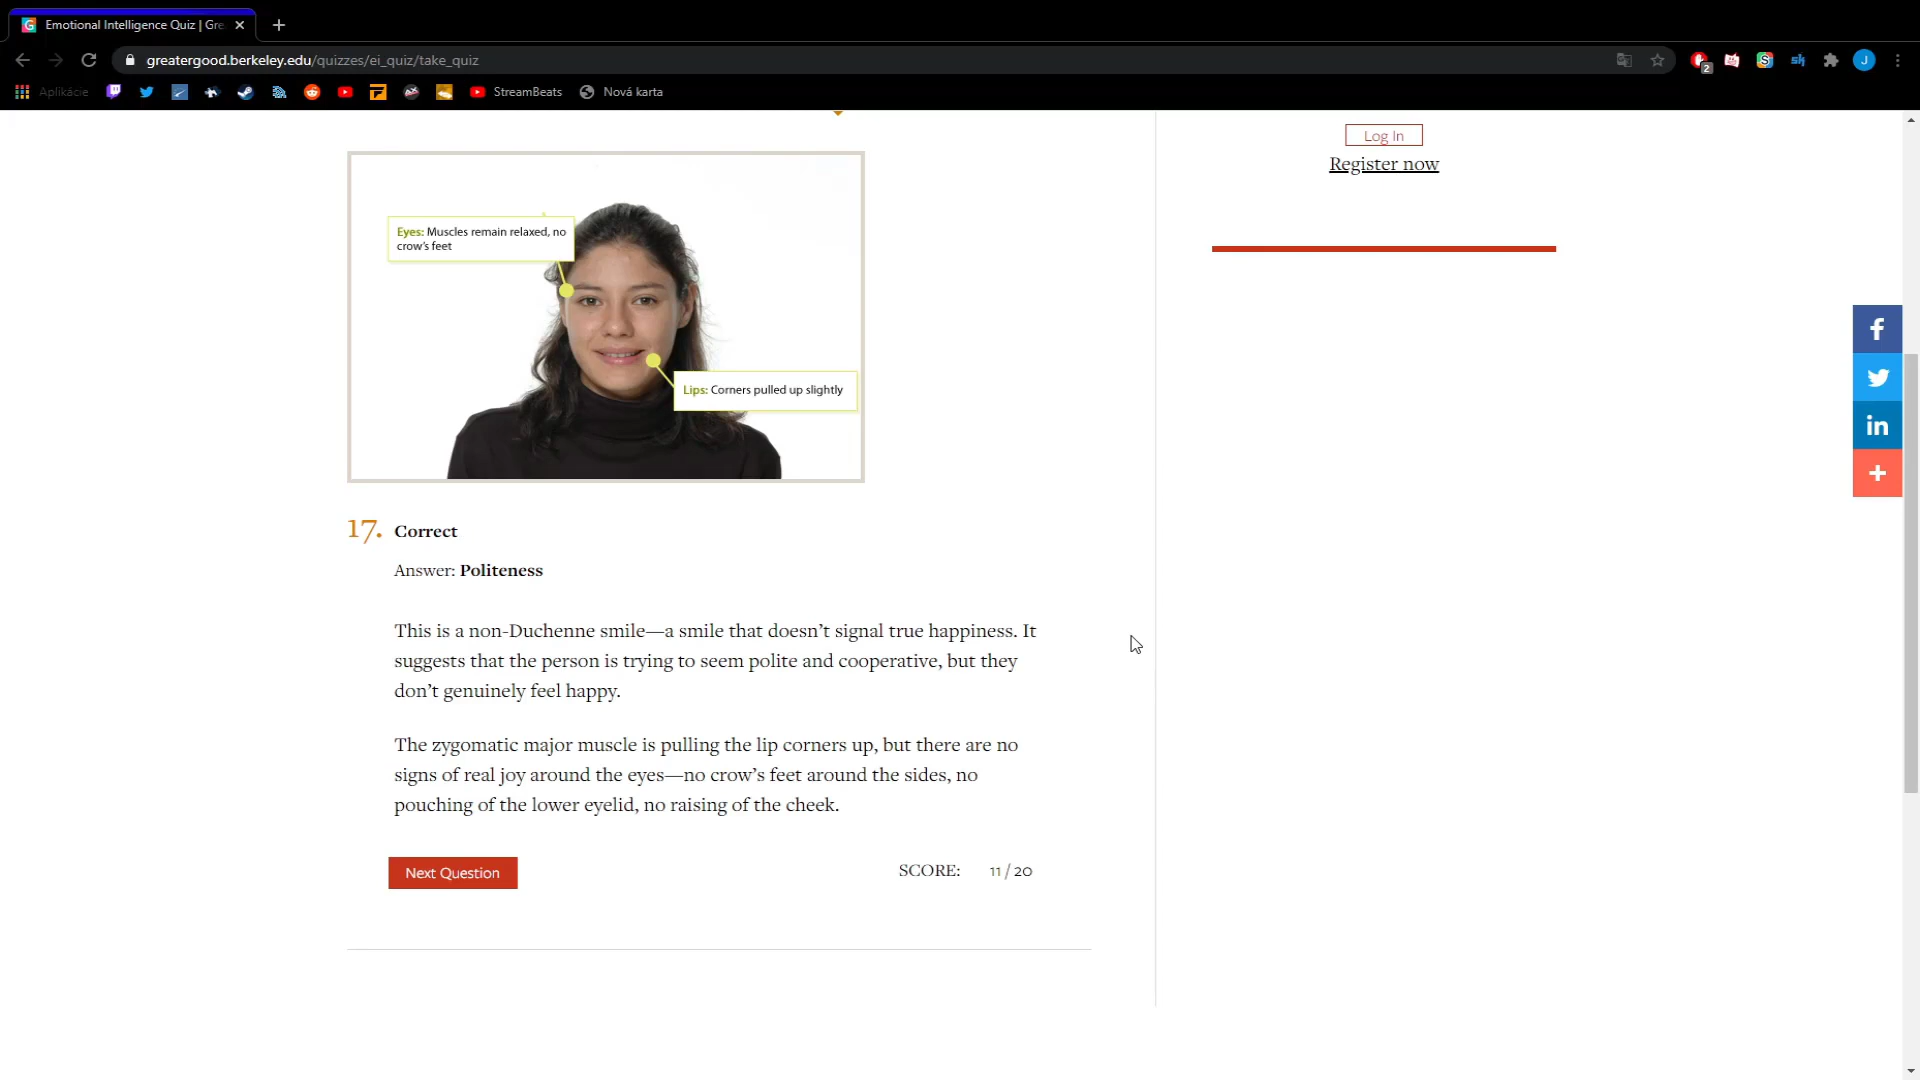 Emotional Intelligence Quiz | Gre
greatergood.berkeley.edu/quizzes/ei_quiz/take_quiz
2
J
Aplikácie
StreamBeats
Nová karta
Log In
Register now
Eyes: Muscles remain relaxed, no
crow's feet
Lips: Corners pulled up slightly
17. Correct
Answer: Politeness
This is a non-Duchenne smile—a smile that doesn't signal true happiness. It
suggests that the person is trying to seem polite and cooperative, but they
don't genuinely feel happy.
The zygomatic major muscle is pulling the lip corners up, but there are no
signs of real joy around the eyes—no crow's feet around the sides, no
pouching of the lower eyelid, no raising of the cheek.
Next Question
SCORE: 11 / 20